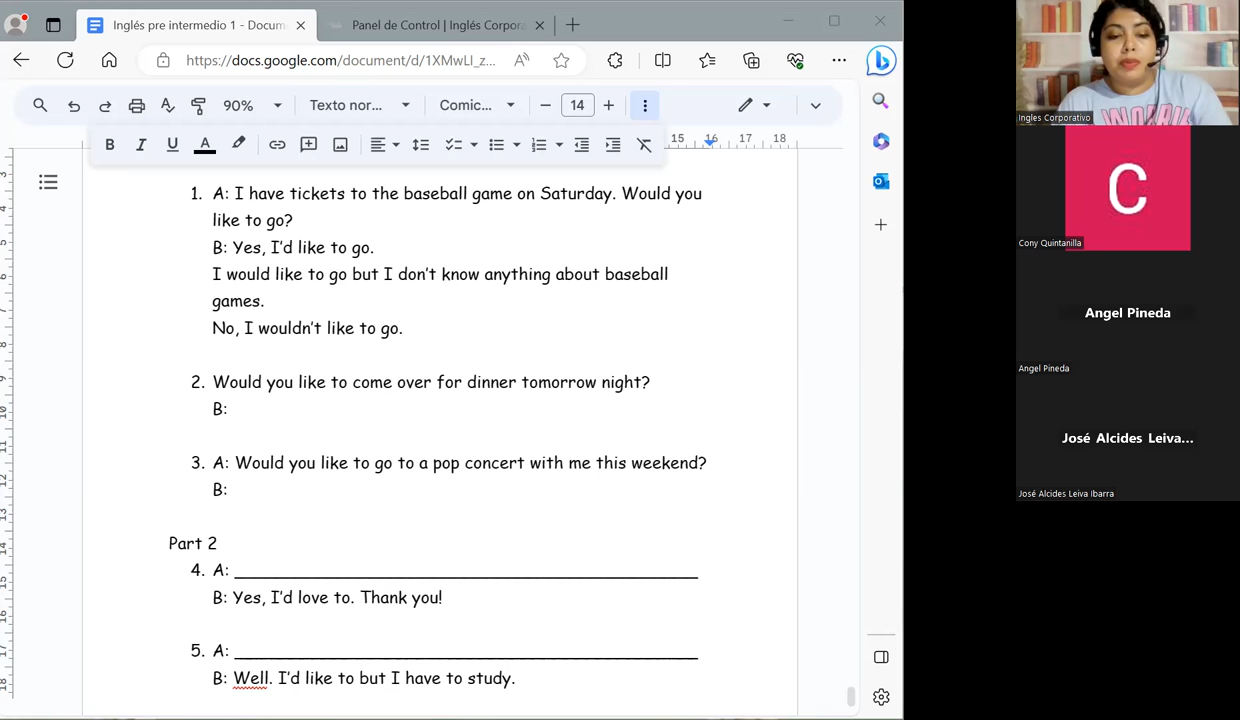 Inglés pre intermedio 1 - Docum
Panel de Control | Inglés Corpora
https://docs.google.com/document/d/1XMwLl_z...
90%
Texto nor...
Comic...
14
15 16 17 18
1. A: I have tickets to the baseball game on Saturday. Would you
like to go?
B: Yes, I'd like to go.
I would like to go but I don't know anything about baseball
games.
No, I wouldn't like to go.
2. Would you like to come over for dinner tomorrow night?
B:
3. A: Would you like to go to a pop concert with me this weekend?
B:
Part 2
4. A: ____________________
B: Yes, I'd love to. Thank you!
5. A: ____________________
B: Well. I'd like to but I have to study.
Ingles Corporativo
C
Cony Quintanilla
Angel Pineda
Angel Pineda
José Alcides Leiva...
José Alcides Leiva Ibarra